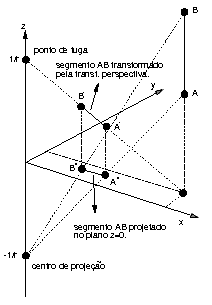 B
z
ponto de fuga
1/r
segmento AB transformado
pela transf. perspectiva.
y
B'
A
A'
B"
A"
x
segmento AB projetado
no plano z=0.
-1/r
centro de projeção